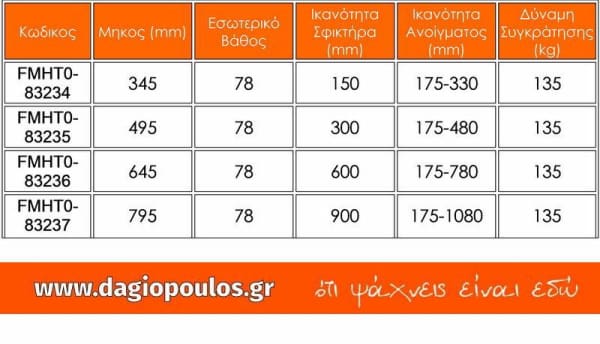 Κωδικος Μηκος (mm) Εσωτερικό Βάθος Ικανότητα Σφικτήρα (mm) Ικανότητα Ανοίγματος (mm) Δύναμη Συγκράτησης (kg)
FMHT0-83234 345 78 150 175-330 135
FMHT0-83235 495 78 300 175-480 135
FMHT0-83236 645 78 600 175-780 135
FMHT0-83237 795 78 900 175-1080 135
www.dagiopoulos.gr ότι ψάχνεις είναι εδώ